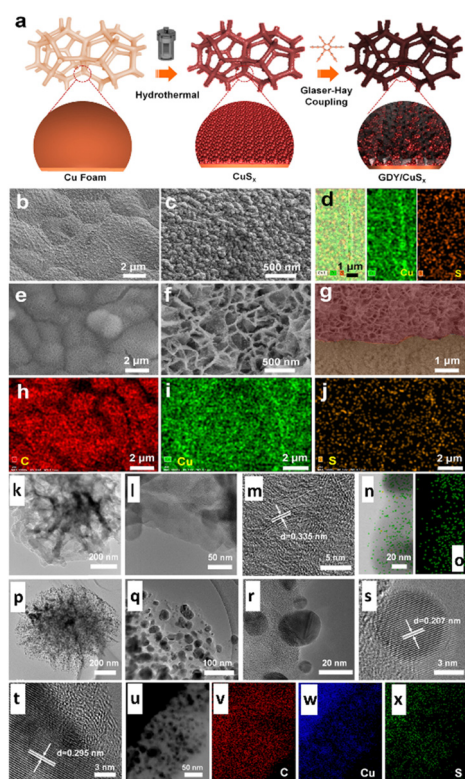 a
Hydrothermal
Glaser-Hay
Coupling
Cu Foam
CuSₓ
GDY/CuSₓ
b
2 μm
c
500 nm
d
1 μm
Cu
S
e
2 μm
f
500 nm
g
1 μm
h
C
2 μm
i
Cu
2 μm
j
S
2 μm
k
200 nm
l
50 nm
m
d=0.335 nm
5 nm
n
20 nm
o
p
200 nm
q
100 nm
r
20 nm
s
d=0.207 nm
3 nm
t
d=0.295 nm
3 nm
u
50 nm
v
C
w
Cu
x
S